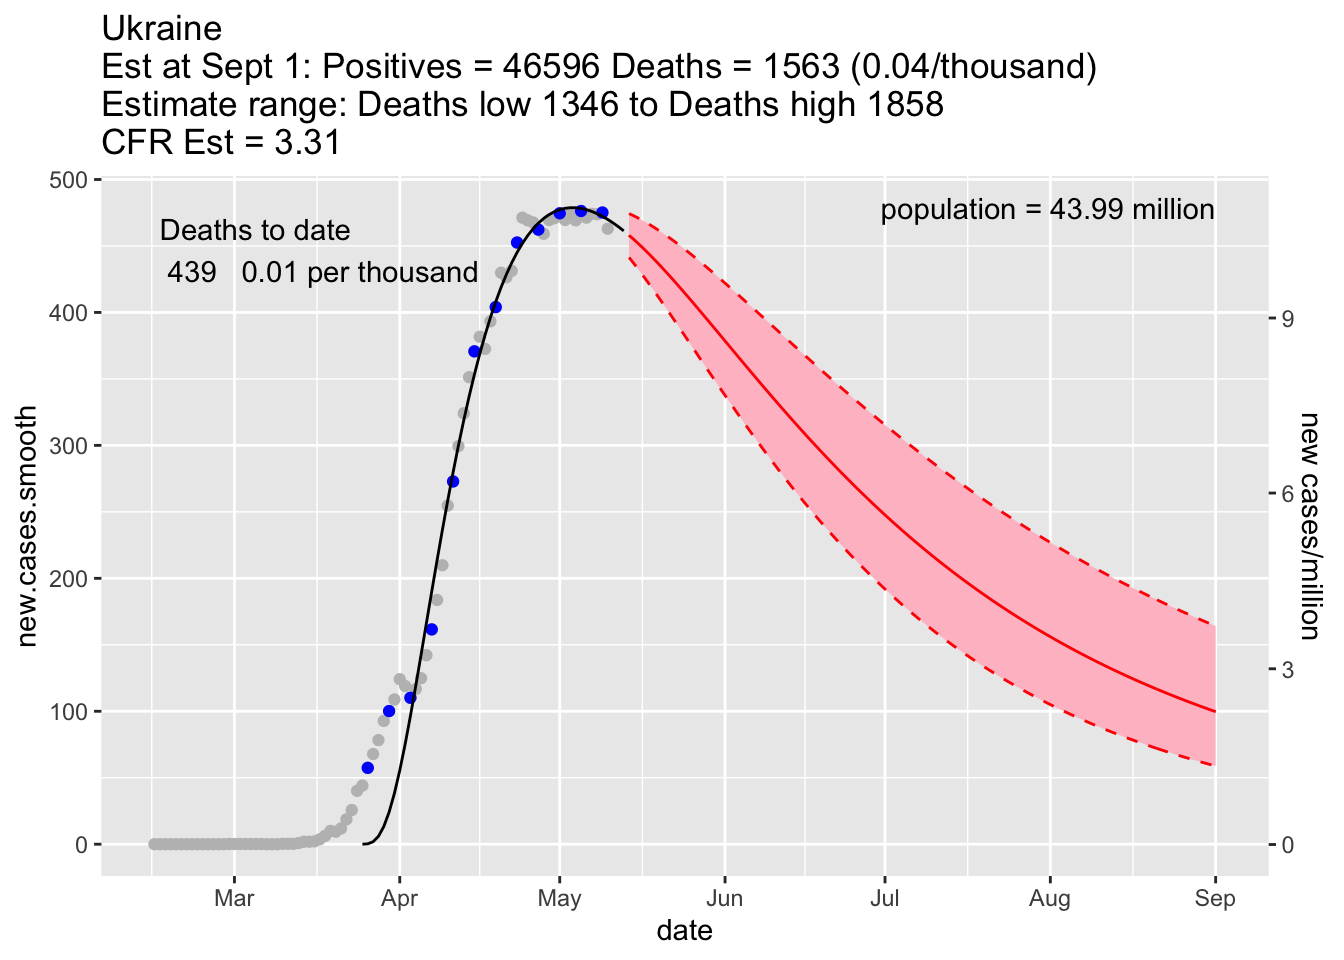 Ukraine
Est at Sept 1: Positives = 46596 Deaths = 1563 (0.04/thousand)
Estimate range: Deaths low 1346 to Deaths high 1858
CFR Est = 3.31
Deaths to date
439   0.01 per thousand
population = 43.99 million
500
400
300
200
100
0
new.cases.smooth
9
6
3
0
new cases/million
Mar Apr May Jun Jul Aug Sep
date